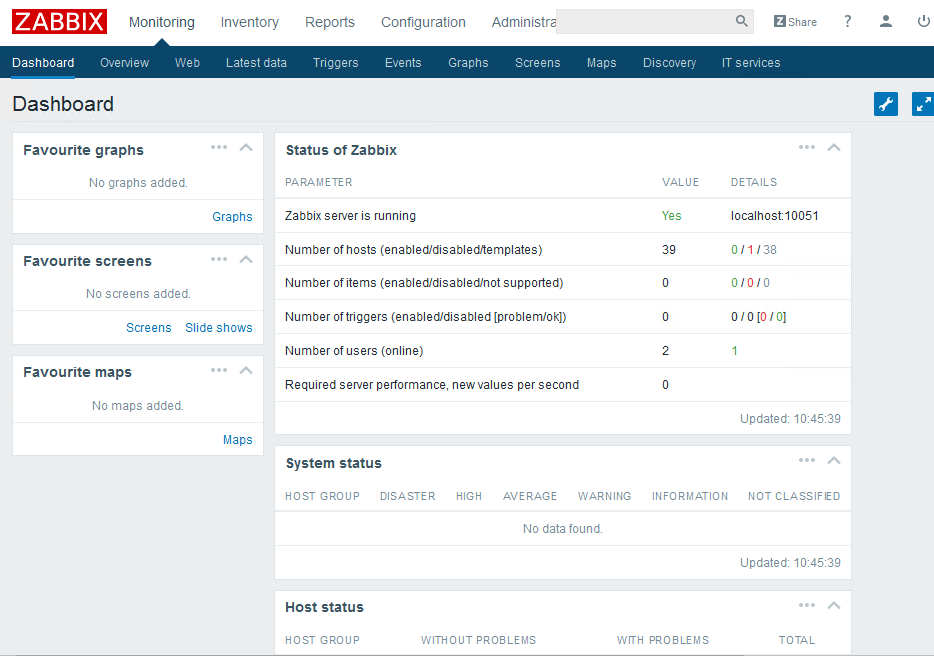 ZABBIX Monitoring Inventory Reports Configuration Administra Z Share ?
Dashboard Overview Web Latest data Triggers Events Graphs Screens Maps Discovery IT services
Dashboard
Favourite graphs
No graphs added.
Graphs
Favourite screens
No screens added.
Screens Slide shows
Favourite maps
No maps added.
Maps
Status of Zabbix
PARAMETER VALUE DETAILS
Zabbix server is running Yes localhost:10051
Number of hosts (enabled/disabled/templates) 39 0 / 1 / 38
Number of items (enabled/disabled/not supported) 0 0 / 0 / 0
Number of triggers (enabled/disabled [problem/ok]) 0 0 / 0 [0 / 0]
Number of users (online) 2 1
Required server performance, new values per second 0
Updated: 10:45:39
System status
HOST GROUP DISASTER HIGH AVERAGE WARNING INFORMATION NOT CLASSIFIED
No data found.
Updated: 10:45:39
Host status
HOST GROUP WITHOUT PROBLEMS WITH PROBLEMS TOTAL